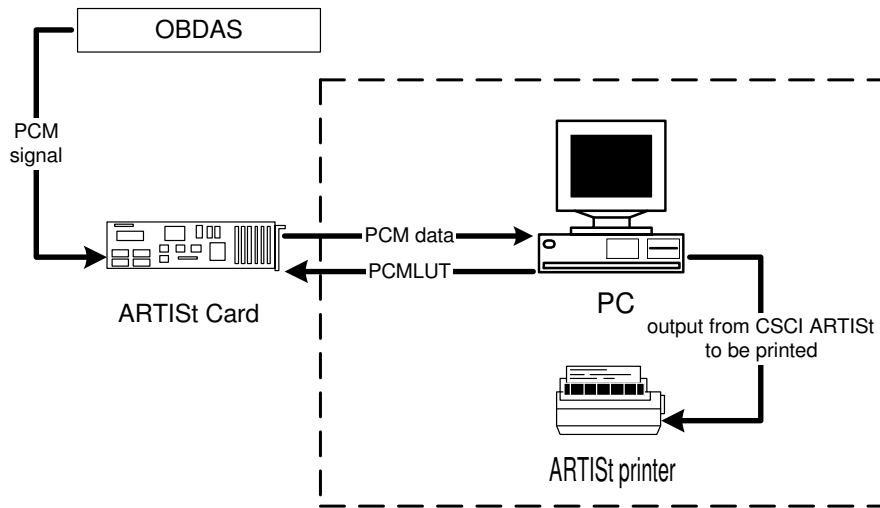 OBDAS
PCM
signal
PCM data
PCMLUT
ARTISt Card
PC
output from CSCI ARTISt
to be printed
ARTISt printer